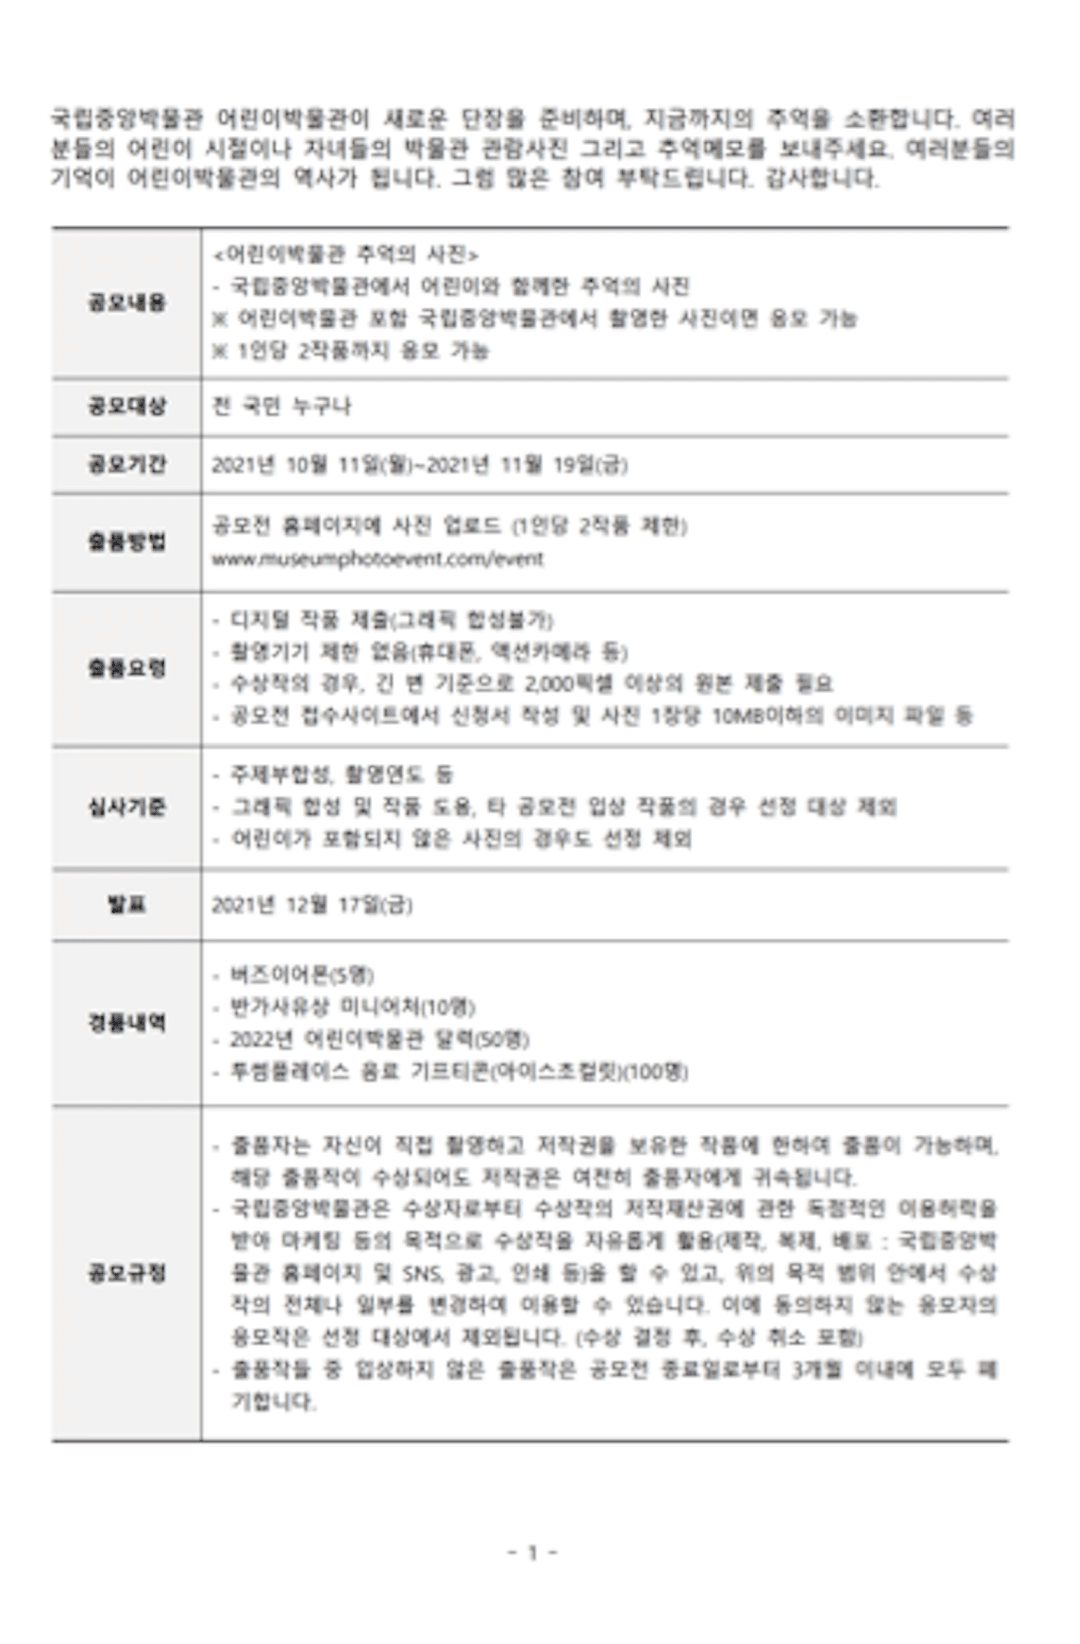 국립중앙박물관 어린이박물관이 새로운 단장을 준비하며, 지금까지의 추억을 소환합니다. 여러
분들의 어린이 시절이나 자녀들의 박물관 관람사진 그리고 추억메모를 보내주세요. 여러분들의
기억이 어린이박물관의 역사가 됩니다. 그럼 많은 참여 부탁드립니다. 감사합니다.
공모내용
<어린이박물관 추억의 사진>
- 국립중앙박물관에서 어린이와 함께한 추억의 사진
※ 어린이박물관 포함 국립중앙박물관에서 촬영한 사진이면 응모 가능
※ 1인당 2작품까지 응모 가능
공모대상
전 국민 누구나
공모기간
2021년 10월 11일(월)~2021년 11월 19일(금)
출품방법
공모전 홈페이지에 사진 업로드 (1인당 2작품 제한)
www.museumphotoevent.com/event
출품요령
- 디지털 작품 제출(그래픽 합성불가)
- 촬영기기 제한 없음(휴대폰, 액션카메라 등)
- 수상작의 경우, 긴 변 기준으로 2,000픽셀 이상의 원본 제출 필요
- 공모전 접수사이트에서 신청서 작성 및 사진 1장당 10MB이하의 이미지 파일 등
심사기준
- 주제부합성, 촬영연도 등
- 그래픽 합성 및 작품 도용, 타 공모전 입상 작품의 경우 선정 대상 제외
- 어린이가 포함되지 않은 사진의 경우도 선정 제외
발표
2021년 12월 17일(금)
경품내역
- 버즈이어폰(5명)
- 반가사유상 미니어처(10명)
- 2022년 어린이박물관 달력(50명)
- 투썸플레이스 음료 기프티콘(아이스초컬릿)(100명)
공모규정
- 출품자는 자신이 직접 촬영하고 저작권을 보유한 작품에 한하여 출품이 가능하며,
해당 출품작이 수상되어도 저작권은 여전히 출품자에게 귀속됩니다.
- 국립중앙박물관은 수상자로부터 수상작의 저작재산권에 관한 독점적인 이용허락을
받아 마케팅 등의 목적으로 수상작을 자유롭게 활용(제작, 복제, 배포 : 국립중앙박
물관 홈페이지 및 SNS, 광고, 인쇄 등)을 할 수 있고, 위의 목적 범위 안에서 수상
작의 전체나 일부를 변경하여 이용할 수 있습니다. 이에 동의하지 않는 응모자의
응모작은 선정 대상에서 제외됩니다. (수상 결정 후, 수상 취소 포함)
- 출품작들 중 입상하지 않은 출품작은 공모전 종료일로부터 3개월 이내에 모두 폐
기합니다.
- 1 -